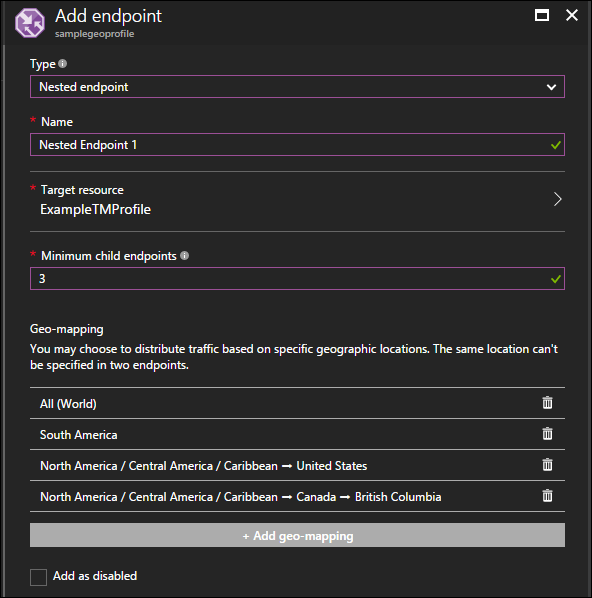 Add endpoint
samplegeoprofile
Type
Nested endpoint
* Name
Nested Endpoint 1
* Target resource
ExampleTMProfile
* Minimum child endpoints
3
Geo-mapping
You may choose to distribute traffic based on specific geographic locations. The same location can't
be specified in two endpoints.
All (World)
South America
North America / Central America / Caribbean → United States
North America / Central America / Caribbean → Canada → British Columbia
+ Add geo-mapping
Add as disabled